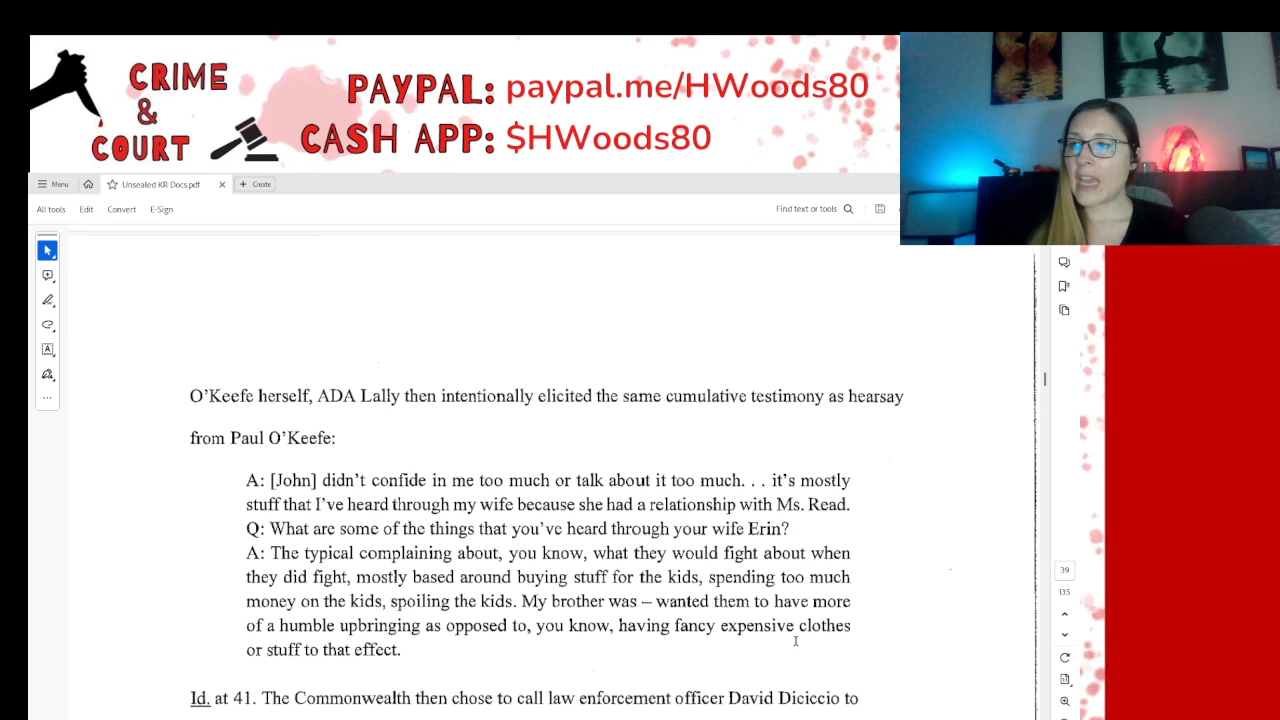 CRIME
&
COURT
PAYPAL: paypal.me/HWoods80
CASH APP: $HWoods80
Menu
Unsealed KR Docs.pdf
Create
All tools
Edit
Convert
E-Sign
Find text or tools
O'Keefe herself, ADA Lally then intentionally elicited the same cumulative testimony as hearsay
from Paul O'Keefe:
A: [John] didn't confide in me too much or talk about it too much. . . it's mostly
stuff that I've heard through my wife because she had a relationship with Ms. Read.
Q: What are some of the things that you've heard through your wife Erin?
A: The typical complaining about, you know, what they would fight about when
they did fight, mostly based around buying stuff for the kids, spending too much
money on the kids, spoiling the kids. My brother was – wanted them to have more
of a humble upbringing as opposed to, you know, having fancy expensive clothes
or stuff to that effect.
Id. at 41. The Commonwealth then chose to call law enforcement officer David Diciccio to
39
135